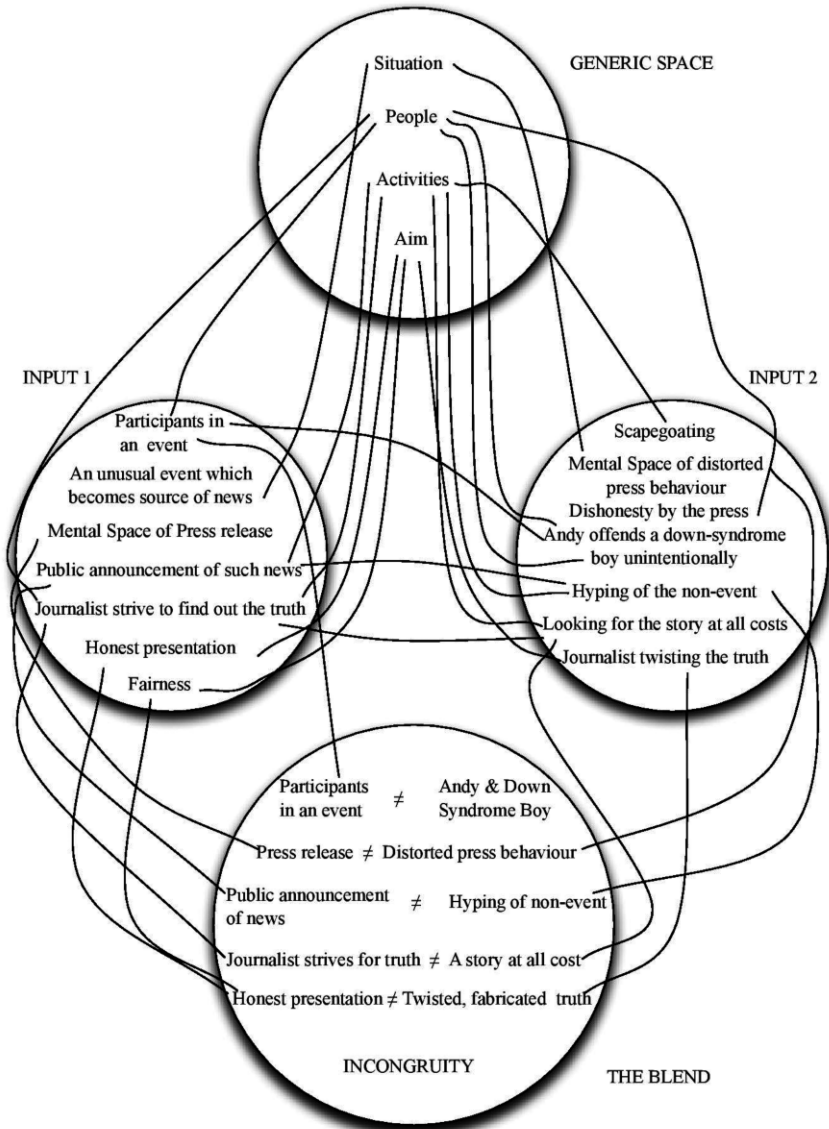 GENERIC SPACE
Situation
People
Activities
Aim
INPUT 1
Participants in
an event
An unusual event which
becomes source of news
Mental Space of Press release
Public announcement of such news
Journalist strive to find out the truth
Honest presentation
Fairness
INPUT 2
Scapegoating
Mental Space of distorted
press behaviour
Dishonesty by the press
Andy offends a down-syndrome
boy unintentionally
Hyping of the non-event
Looking for the story at all costs
Journalist twisting the truth
Participants
in an event
≠
Andy & Down
Syndrome Boy
Press release ≠ Distorted press behaviour
Public announcement
of news
≠
Hyping of non-event
Journalist strives for truth ≠ A story at all cost
Honest presentation ≠ Twisted, fabricated truth
INCONGRUITY
THE BLEND